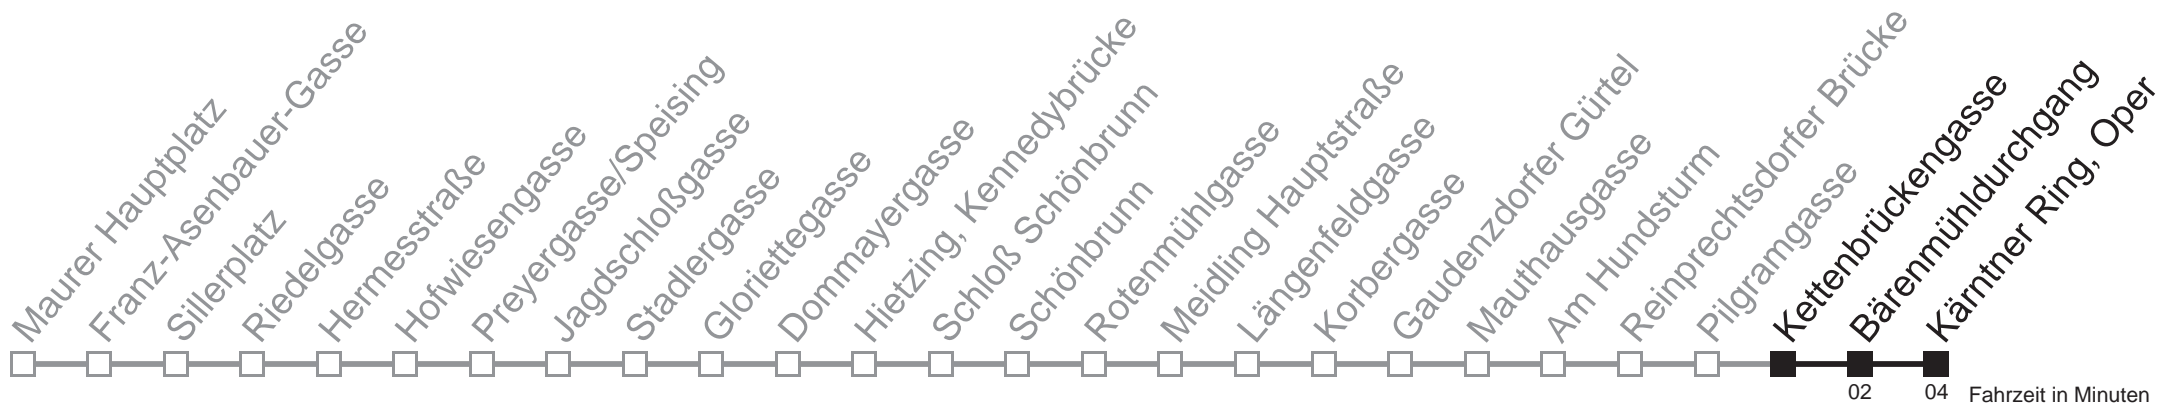 Maurer Hauptplatz
Franz-Asenbauer-Gasse
Sillerplatz
Riedelgasse
Hermesstraße
Hofwiesengasse
Preyergasse/Speising
Jagdschloßgasse
Stadlergasse
Gloriettegasse
Dommayergasse
Hietzing, Kennedybrücke
Schloß Schönbrunn
Schönbrunn
Rotenmühlgasse
Meidling Hauptstraße
Längenfeldgasse
Korbergasse
Gaudenzdorfer Gürtel
Mauthausgasse
Am Hundsturm
Reinprechtsdorfer Brücke
Pilgramgasse
Kettenbrückengasse
Bärenmühldurchgang
Kärntner Ring, Oper
02 04 Fahrzeit in Minuten